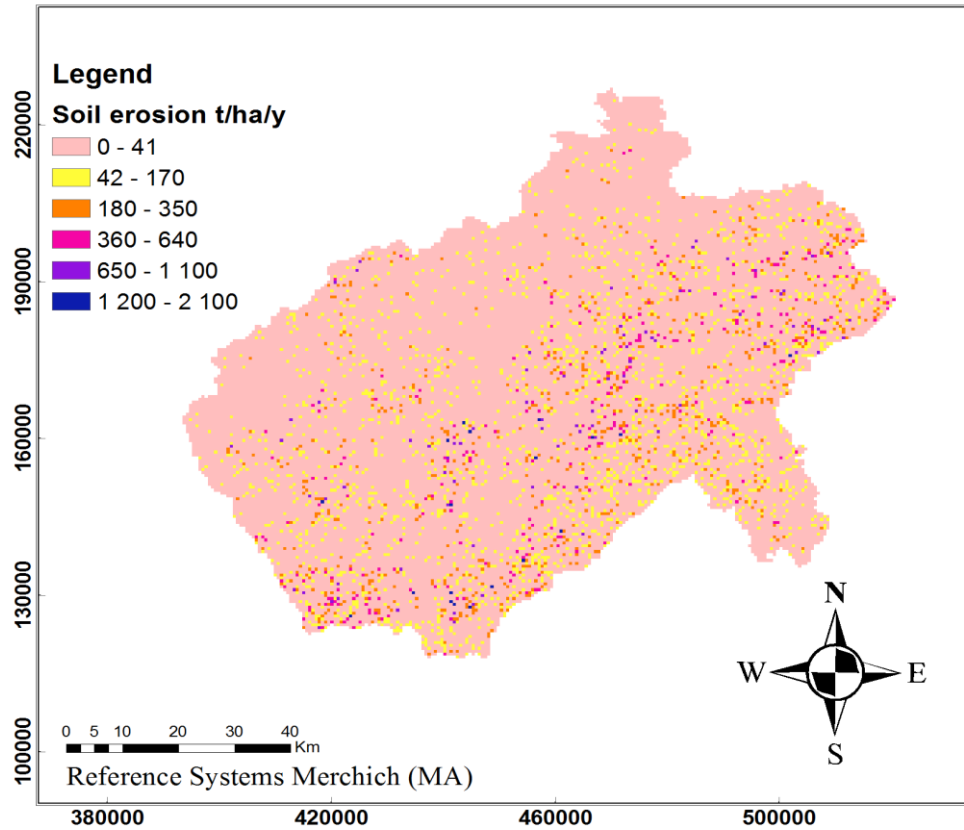 Legend
Soil erosion t/ha/y
0 - 41
42 - 170
180 - 350
360 - 640
650 - 1 100
1 200 - 2 100
220000
190000
160000
130000
100000
N
W E
S
0 5 10 20 30 40
Km
Reference Systems Merchich (MA)
380000 420000 460000 500000